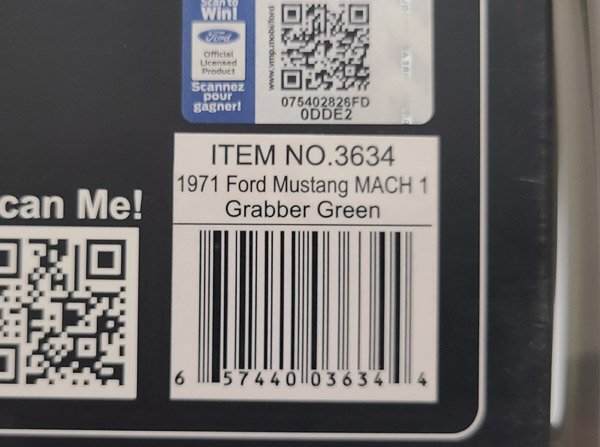 Scan to
Win!
Ford
Official
Licensed
Product
Scannez
pour
gagner!
www.vmp.mobi/ford
075402826FD
0DDE2
ITEM NO.3634
1971 Ford Mustang MACH 1
Grabber Green
can Me!
6 57440 03634 4